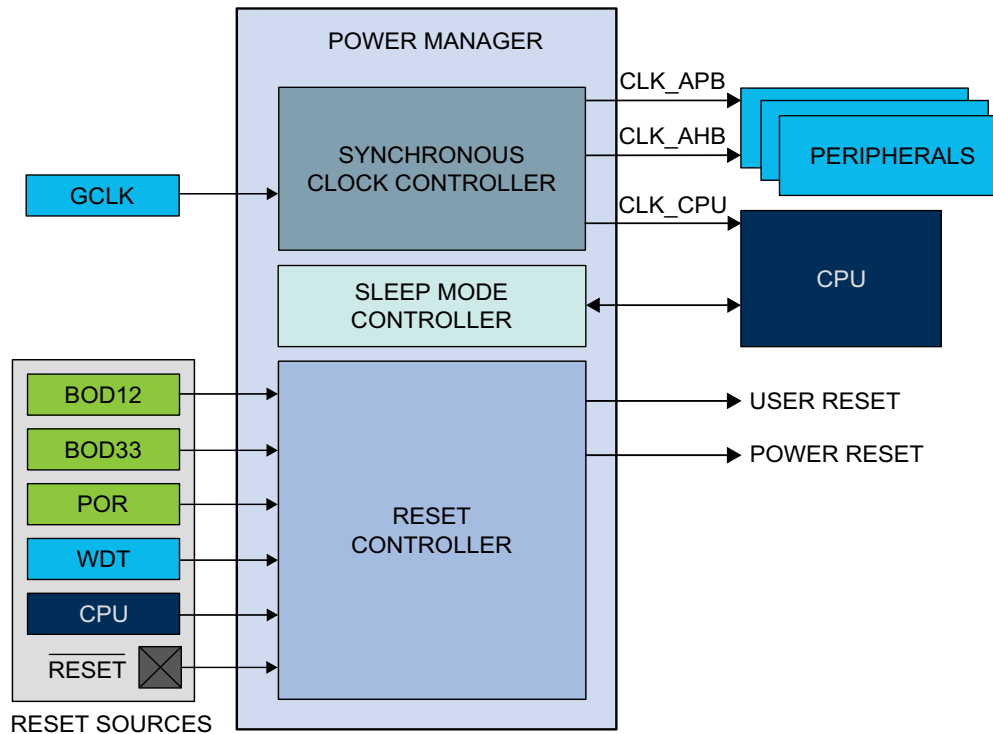 POWER MANAGER
CLK_APB
SYNCHRONOUS
CLOCK CONTROLLER
CLK_AHB
PERIPHERALS
GCLK
CLK_CPU
CPU
SLEEP MODE
CONTROLLER
BOD12
USER RESET
BOD33
POWER RESET
POR
RESET
CONTROLLER
WDT
CPU
RESET
RESET SOURCES